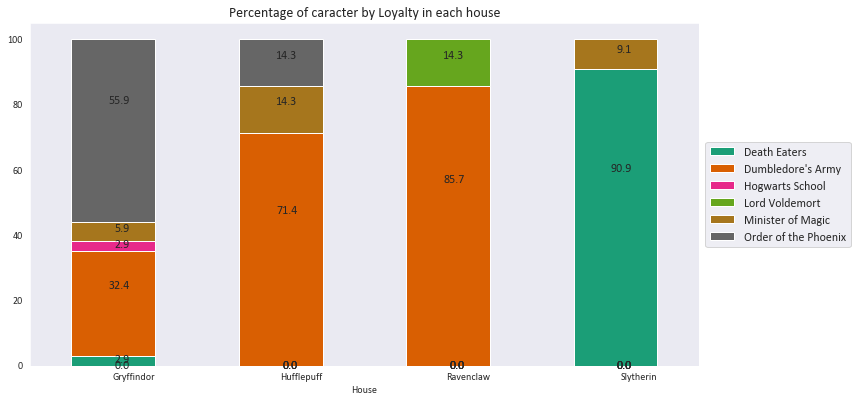 Percentage of caracter by Loyalty in each house
100
80
60
40
20
0
55.9
5.9
2.9
32.4
2.9
0.0
14.3
14.3
71.4
0.0
14.3
85.7
0.0
9.1
90.9
0.0
Gryffindor
Hufflepuff
Ravenclaw
Slytherin
House
Death Eaters
Dumbledore's Army
Hogwarts School
Lord Voldemort
Minister of Magic
Order of the Phoenix